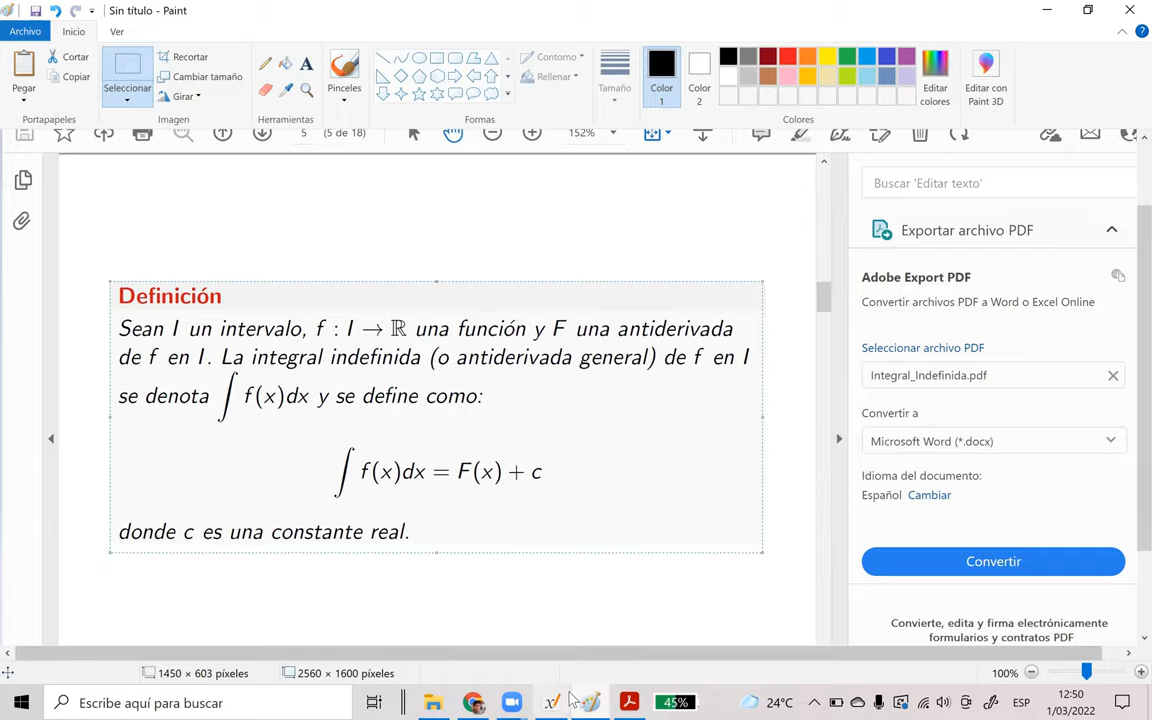 Sin título - Paint
Archivo
Inicio
Ver
Pegar
Cortar
Copiar
Portapapeles
Seleccionar
Recortar
Cambiar tamaño
Girar
Imagen
A
Herramientas
Pinceles
Contorno
Rellenar
Formas
Tamaño
Color 1
Color 2
Editar colores
Editar con Paint 3D
Colores
5 (5 de 18)
152%
Definición
Sean I un intervalo, f : I → ℝ una función y F una antiderivada
de f en I. La integral indefinida (o antiderivada general) de f en I
se denota ∫ f(x)dx y se define como:
∫ f(x)dx = F(x) + c
donde c es una constante real.
Buscar 'Editar texto'
Exportar archivo PDF
Adobe Export PDF
Convertir archivos PDF a Word o Excel Online
Seleccionar archivo PDF
Integral_Indefinida.pdf
Convertir a
Microsoft Word (*.docx)
Idioma del documento:
Español Cambiar
Convertir
Convierte, edita y firma electrónicamente
formularios y contratos PDF
1450 × 603 píxeles
2560 × 1600 píxeles
100%
Escribe aquí para buscar
45%
24°C
ESP
12:50
1/03/2022